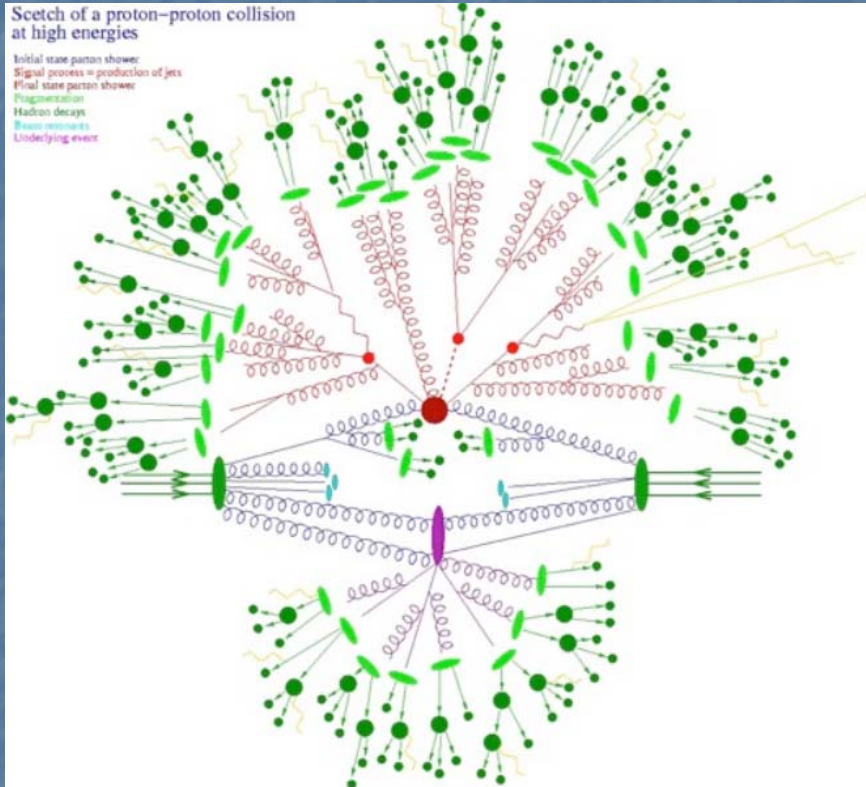 Scetch of a proton-proton collision
at high energies
Initial state parton shower
Signal process = production of jets
Final state parton shower
Fragmentation
Hadron decays
Beam remnants
Underlying event